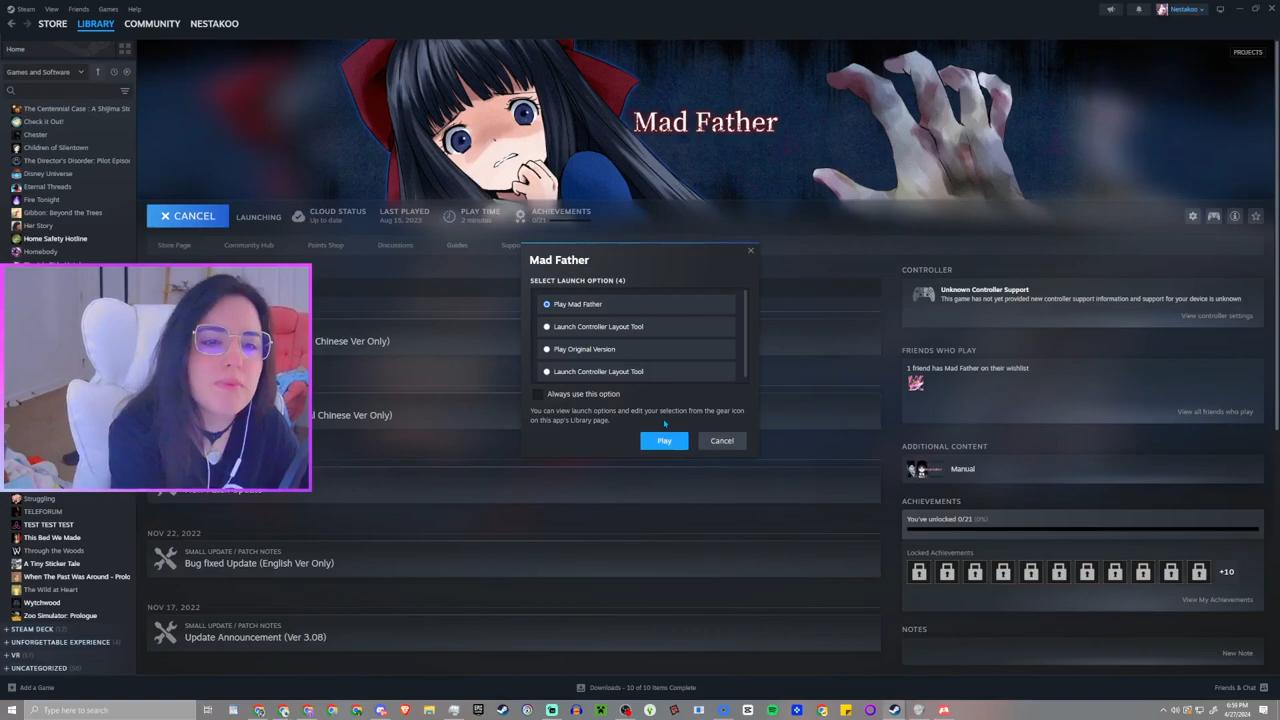 Steam View Friends Games Help
Nestakoo
STORE LIBRARY COMMUNITY NESTAKOO
Home
PROJECTS
Games and Software
Mad Father
The Centennial Case : A Shijima Sto
Check it Out!
Chester
Children of Silentown
The Director's Disorder: Pilot Episod
Disney Universe
Eternal Threads
Fire Tonight
Gibbon: Beyond the Trees
Her Story
Home Safety Hotline
Homebody
CANCEL
LAUNCHING
CLOUD STATUS
Up to date
LAST PLAYED
Aug 15, 2023
PLAY TIME
2 minutes
ACHIEVEMENTS
0/21
Store Page Community Hub Points Shop Discussions Guides Suppo
Mad Father
SELECT LAUNCH OPTION (4)
Play Mad Father
Launch Controller Layout Tool
Play Original Version
Launch Controller Layout Tool
Always use this option
You can view launch options and edit your selection from the gear icon
on this app's Library page.
Play Cancel
Chinese Ver Only)
Chinese Ver Only)
NOV 22, 2022
SMALL UPDATE / PATCH NOTES
Bug fixed Update (English Ver Only)
NOV 17, 2022
SMALL UPDATE / PATCH NOTES
Update Announcement (Ver 3.08)
CONTROLLER
Unknown Controller Support
This game has not yet provided new controller support information and support for your device is unknown
View controller settings
FRIENDS WHO PLAY
1 friend has Mad Father on their wishlist
View all friends who play
ADDITIONAL CONTENT
Manual
ACHIEVEMENTS
You've unlocked 0/21 (0%)
Locked Achievements
+10
View My Achievements
NOTES
New Note
Struggling
TELEFORUM
TEST TEST TEST
This Bed We Made
Through the Woods
A Tiny Sticker Tale
When The Past Was Around - Prolo
The Wild at Heart
Wytchwood
Zoo Simulator: Prologue
+ STEAM DECK (12)
+ UNFORGETTABLE EXPERIENCE (4)
+ VR
+ UNCATEGORIZED
Add a Game
Downloads - 10 of 10 Items Complete
Friends & Chat
Type here to search
6:59 PM
4/27/2024